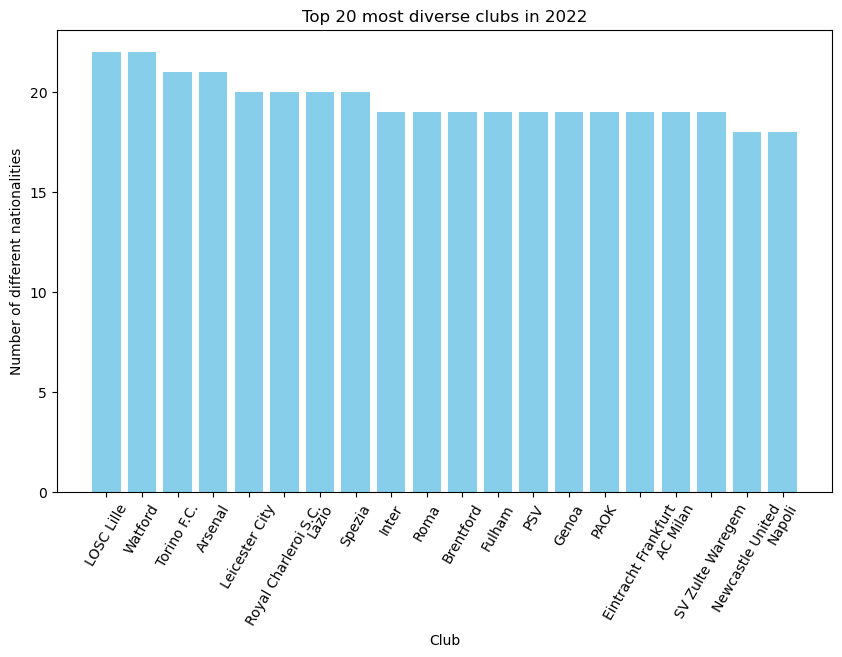 Top 20 most diverse clubs in 2022
Number of different nationalities
20
15
10
5
0
LOSC Lille
Watford
Torino F.C.
Arsenal
Leicester City
Royal Charleroi S.C.
Lazio
Spezia
Inter
Roma
Brentford
Fulham
PSV
Genoa
PAOK
Eintracht Frankfurt
AC Milan
SV Zulte Waregem
Newcastle United
Napoli
Club